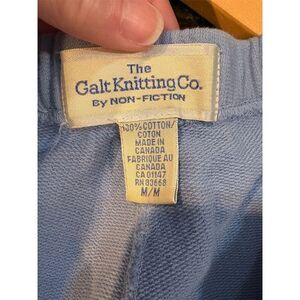 The
Galt Knitting Co.
By NON-FICTION
100% COTTON/
COTON
MADE IN
CANADA
FABRIQUE AU
CANADA
CA 01147
RN 83668
M/M